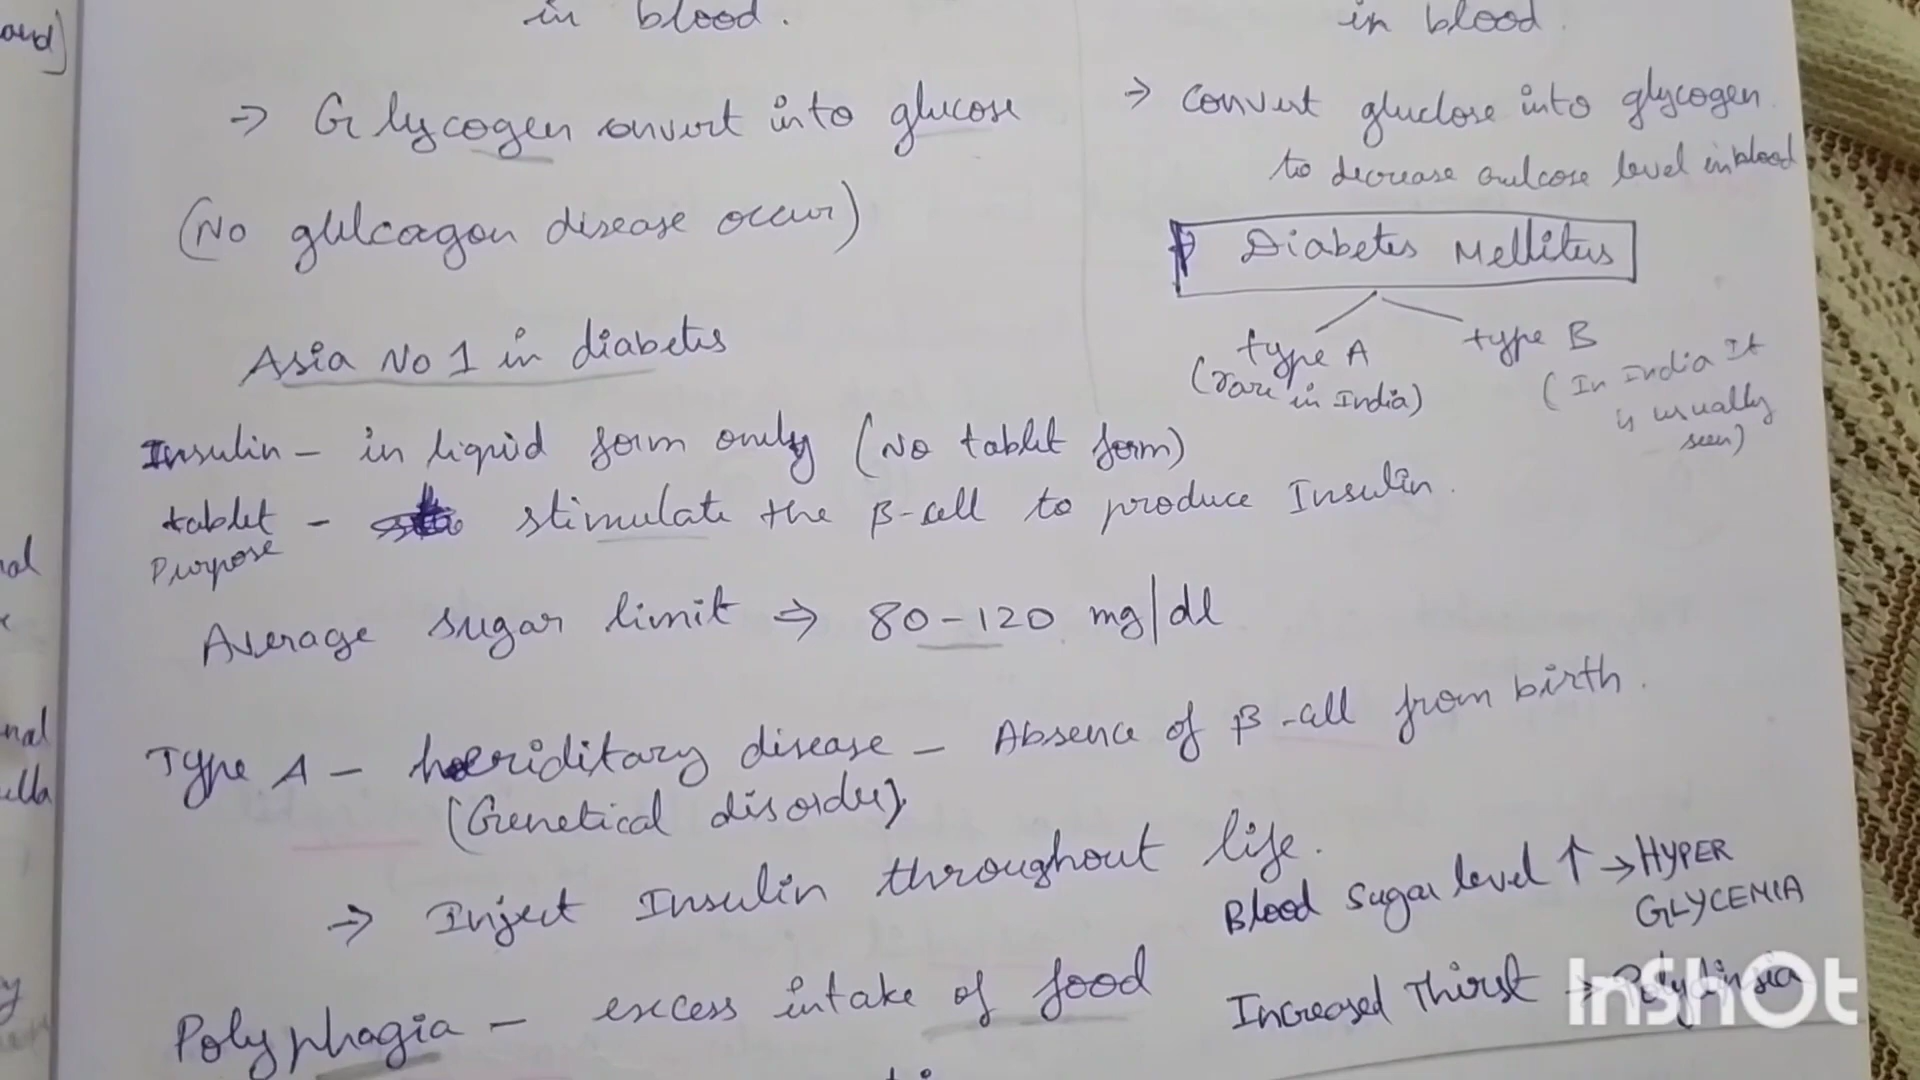 and]
in blood.
in blood.
→ Glycogen convert into glucose
→ Convert gluclose into glycogen
to decrease level in blood
(No glulcagon disease occur)
Diabetes Mellitus
type A
(rare in India)
type B
(In India It
is usually
seen)
Asia No 1 in diabetes
Insulin - in liquid form only (No tablet form)
tablet - stimulate the β-cell to produce Insulin.
Purpose
Average sugar limit ⇒ 80-120 mg/dl
Type A - heriditary disease - Absence of β-cell from birth.
(Genetical disorder)
⇒ Inject Insulin throughout life.
Blood Sugar level ↑ → HYPER
GLYCEMIA
Polyphagia - excess intake of food
Increased Thirst →
InShOt